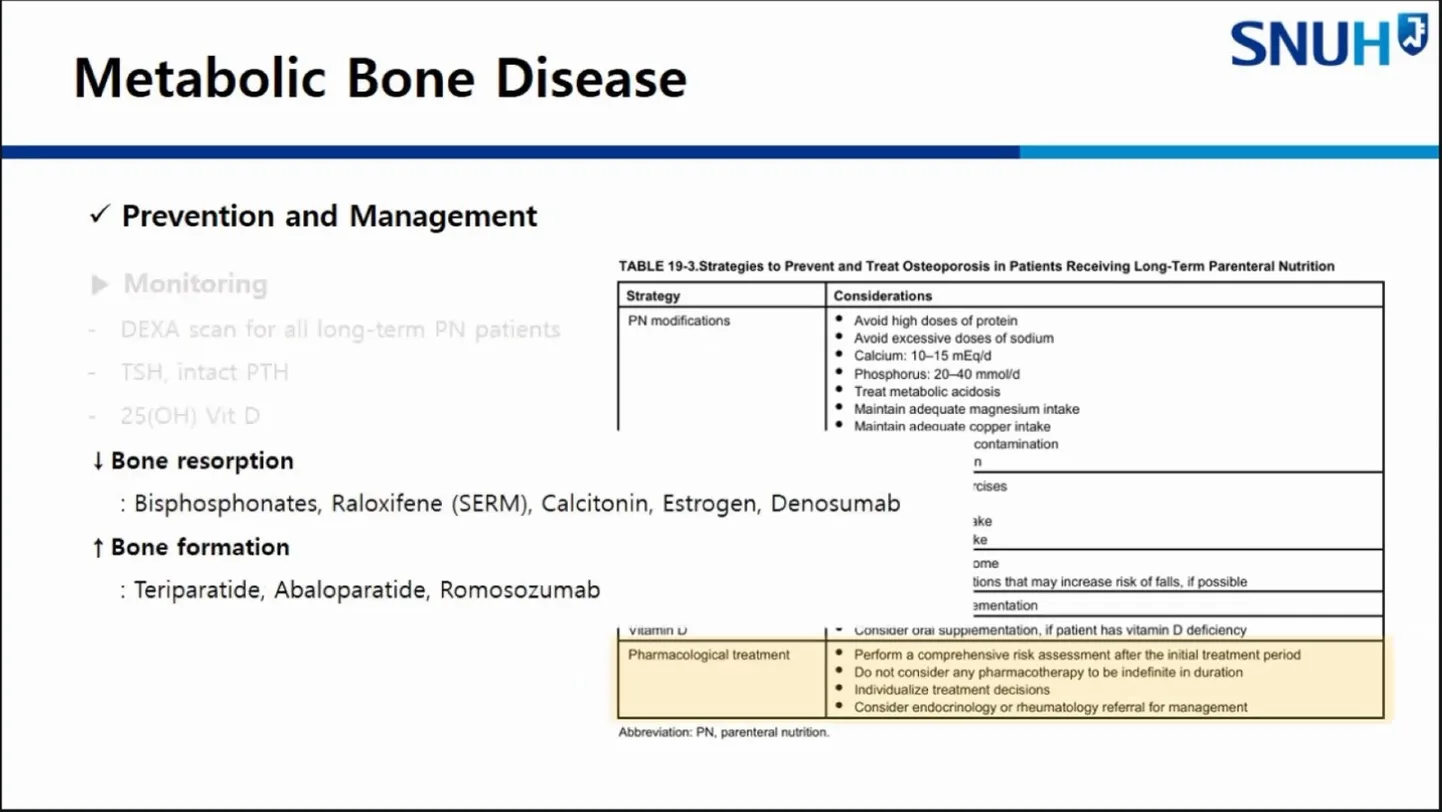 SNUH
Metabolic Bone Disease
✓ Prevention and Management
▶ Monitoring
- DEXA scan for all long-term PN patients
- TSH, intact PTH
- 25(OH) Vit D
↓ Bone resorption
: Bisphosphonates, Raloxifene (SERM), Calcitonin, Estrogen, Denosumab
↑ Bone formation
: Teriparatide, Abaloparatide, Romosozumab
TABLE 19-3.Strategies to Prevent and Treat Osteoporosis in Patients Receiving Long-Term Parenteral Nutrition
Strategy Considerations
PN modifications
• Avoid high doses of protein
• Avoid excessive doses of sodium
• Calcium: 10–15 mEq/d
• Phosphorus: 20–40 mmol/d
• Treat metabolic acidosis
• Maintain adequate magnesium intake
• Maintain adequate copper intake
contamination
n
rcises
ake
ke
ome
tions that may increase risk of falls, if possible
ementation
Vitamin D
• Consider oral supplementation, if patient has vitamin D deficiency
Pharmacological treatment
• Perform a comprehensive risk assessment after the initial treatment period
• Do not consider any pharmacotherapy to be indefinite in duration
• Individualize treatment decisions
• Consider endocrinology or rheumatology referral for management
Abbreviation: PN, parenteral nutrition.